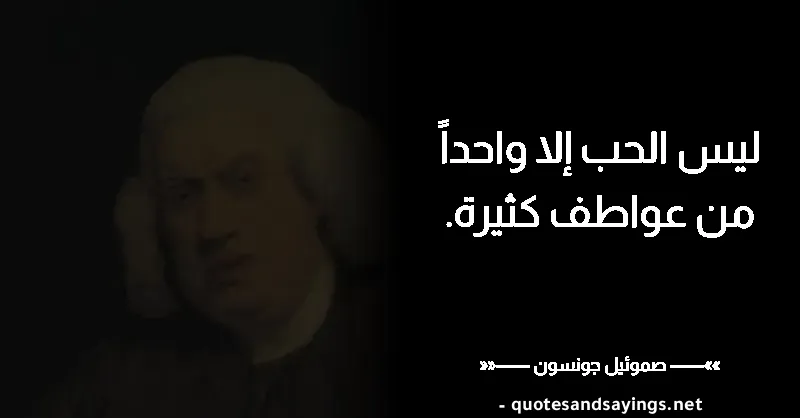 ليس الحب إلا واحداً
من عواطف كثيرة.
»»—— صموئيل جونسون ——««
- quotesandsayings.net